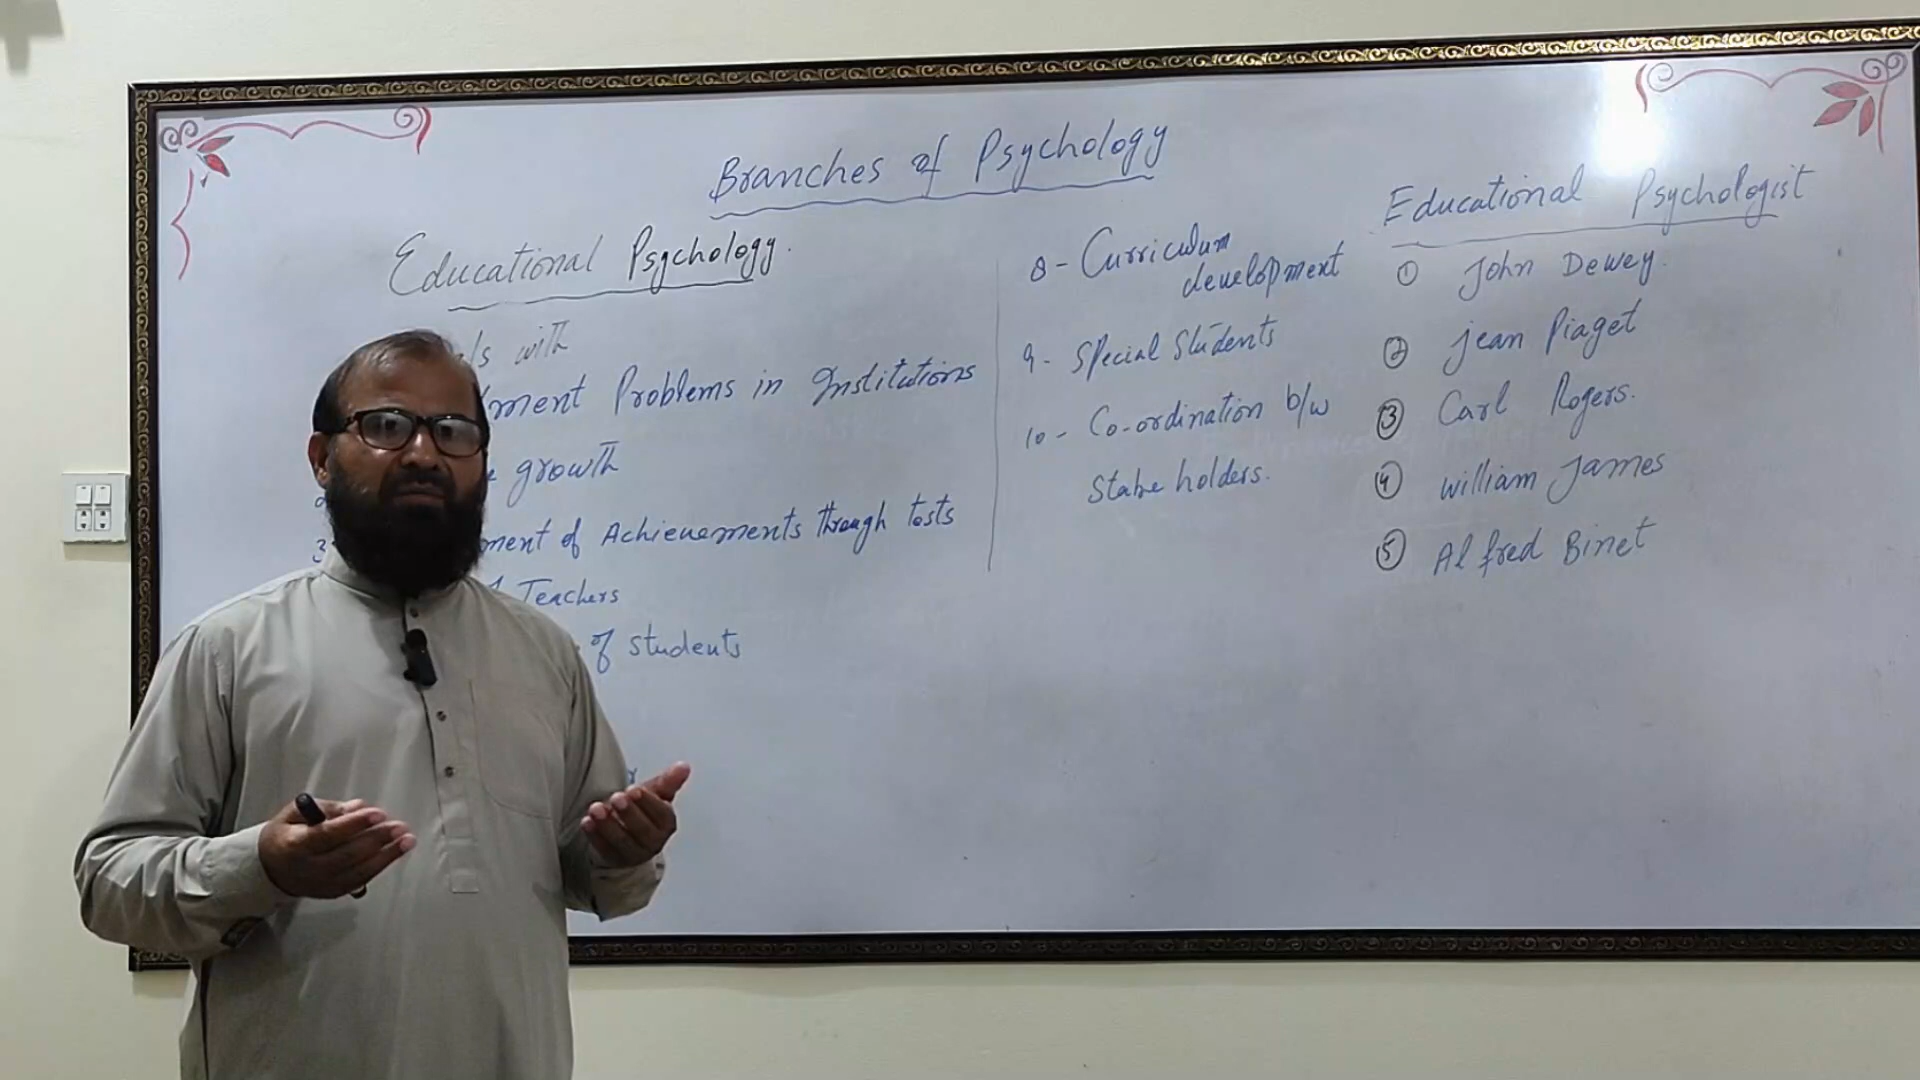 Branches of Psychology
Educational Psychology.
with
Problems in Institutions
growth
3
ment of Achievements through tests
Teachers
of students
8- Curriculum
development
9- Special Students
10- Co-ordination b/w
Stake holders.
Educational Psychologist
① John Dewey.
② Jean Piaget
③ Carl Rogers.
④ William James
⑤ Alfred Binet